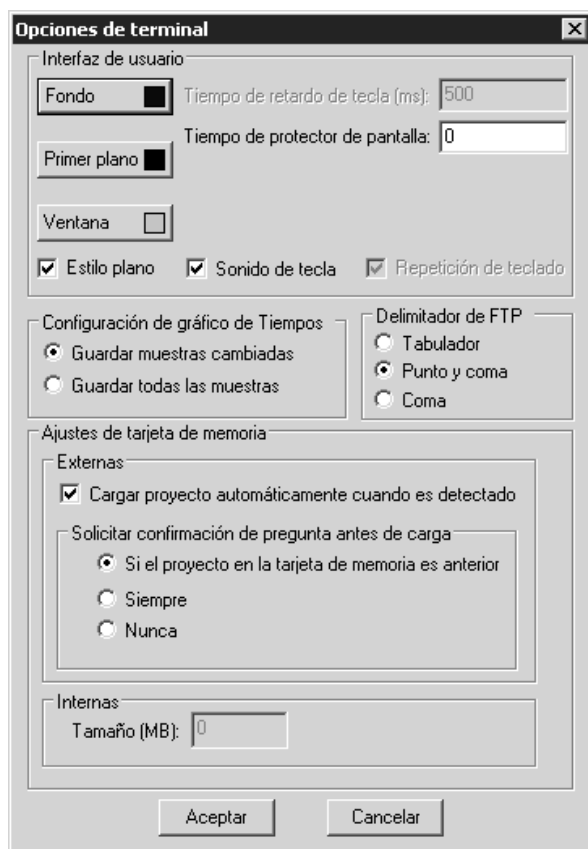 Opciones de terminal
Interfaz de usuario
Fondo
Tiempo de retardo de tecla (ms): 500
Tiempo de protector de pantalla: 0
Primer plano
Ventana
Estilo plano Sonido de tecla Repetición de teclado
Configuración de gráfico de Tiempos
Guardar muestras cambiadas
Guardar todas las muestras
Delimitador de FTP
Tabulador
Punto y coma
Coma
Ajustes de tarjeta de memoria
Externas
Cargar proyecto automáticamente cuando es detectado
Solicitar confirmación de pregunta antes de carga
Si el proyecto en la tarjeta de memoria es anterior
Siempre
Nunca
Internas
Tamaño (MB): 0
Aceptar Cancelar